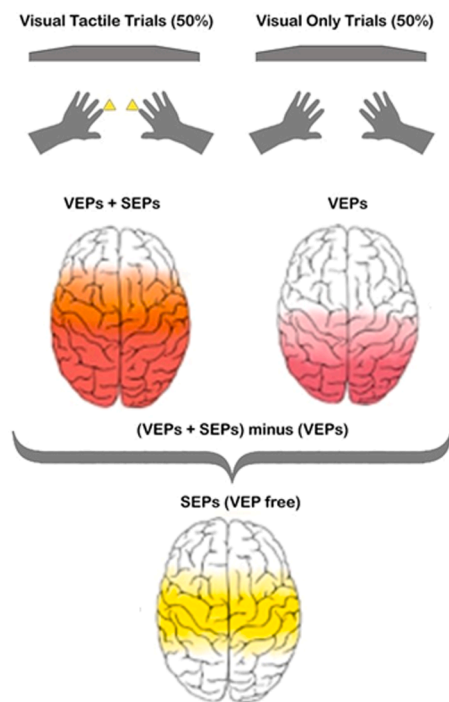 Visual Tactile Trials (50%)
Visual Only Trials (50%)
VEPs + SEPs
VEPs
(VEPs + SEPs) minus (VEPs)
SEPs (VEP free)